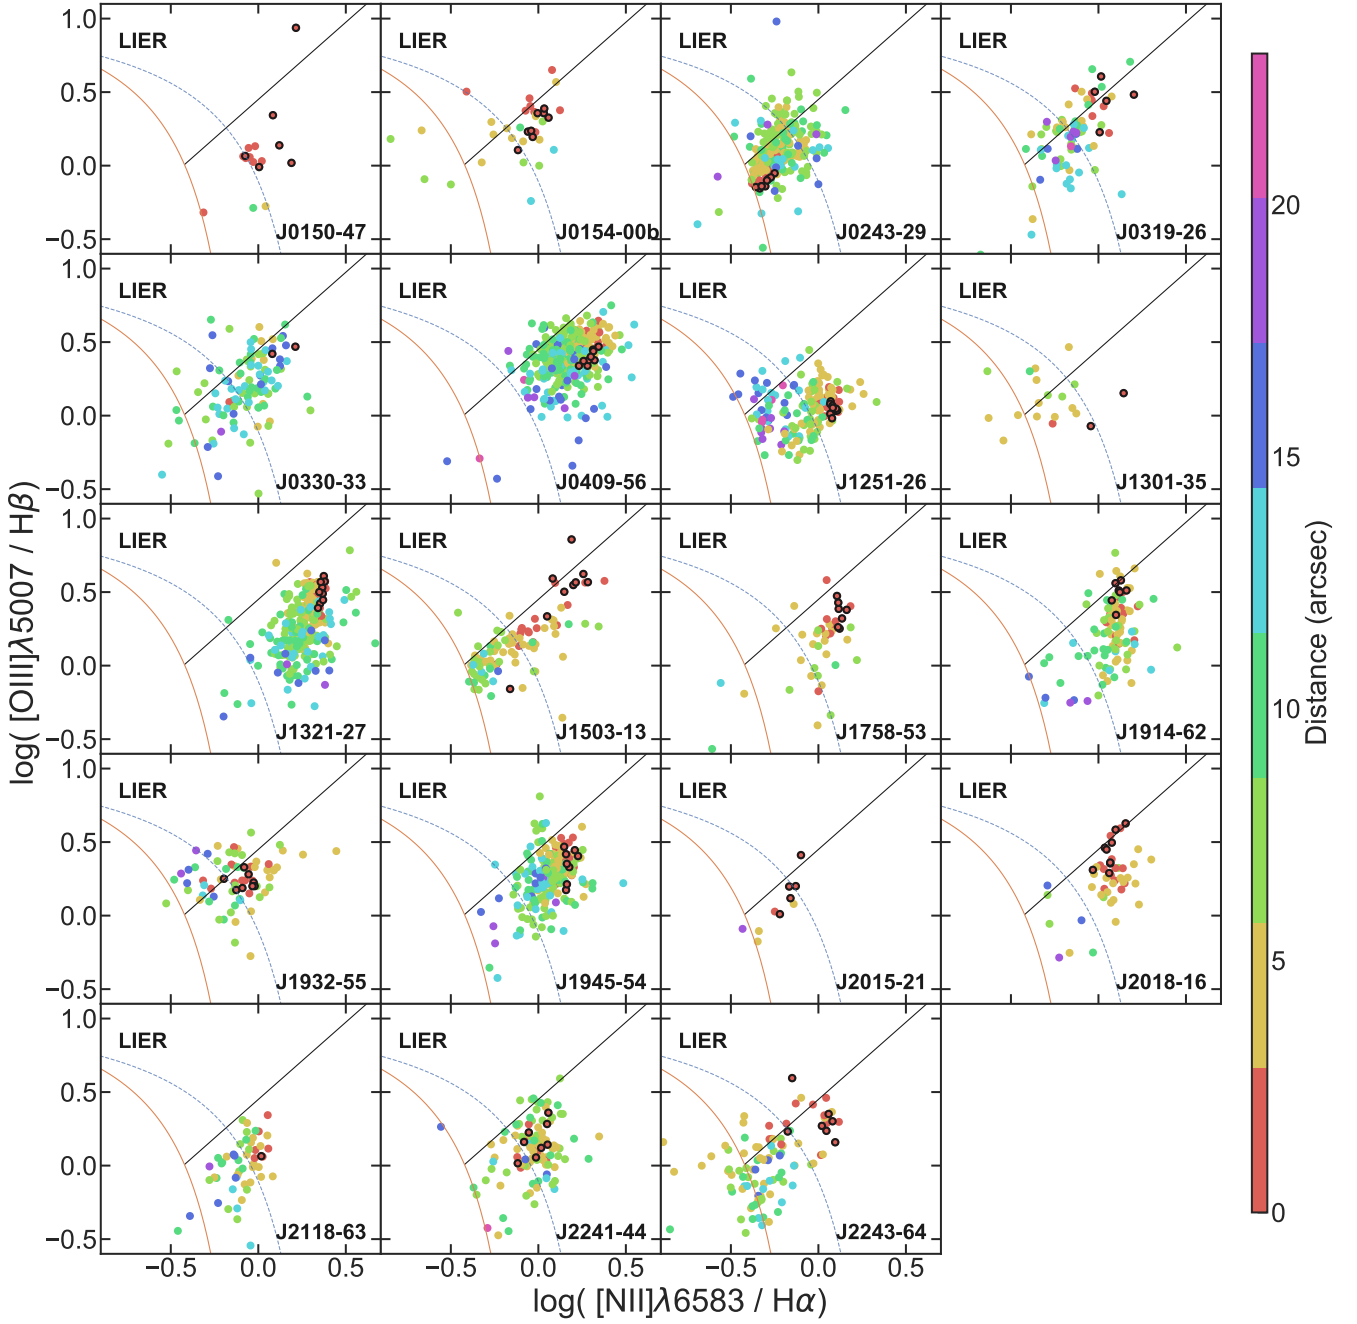 LIER
LIER
LIER
LIER
1.0
0.5
0.0
−0.5
J0150-47
J0154-00b
J0243-29
J0319-26
LIER
LIER
LIER
LIER
1.0
0.5
0.0
−0.5
J0330-33
J0409-56
J1251-26
J1301-35
LIER
LIER
LIER
LIER
1.0
0.5
0.0
−0.5
J1321-27
J1503-13
J1758-53
J1914-62
LIER
LIER
LIER
LIER
1.0
0.5
0.0
−0.5
J1932-55
J1945-54
J2015-21
J2018-16
LIER
LIER
LIER
1.0
0.5
0.0
−0.5
J2118-63
J2241-44
J2243-64
−0.5 0.0 0.5
−0.5 0.0 0.5
−0.5 0.0 0.5
log( [NII]λ6583 / Hα)
log( [OIII]λ5007 / Hβ)
20
15
10
5
0
Distance (arcsec)